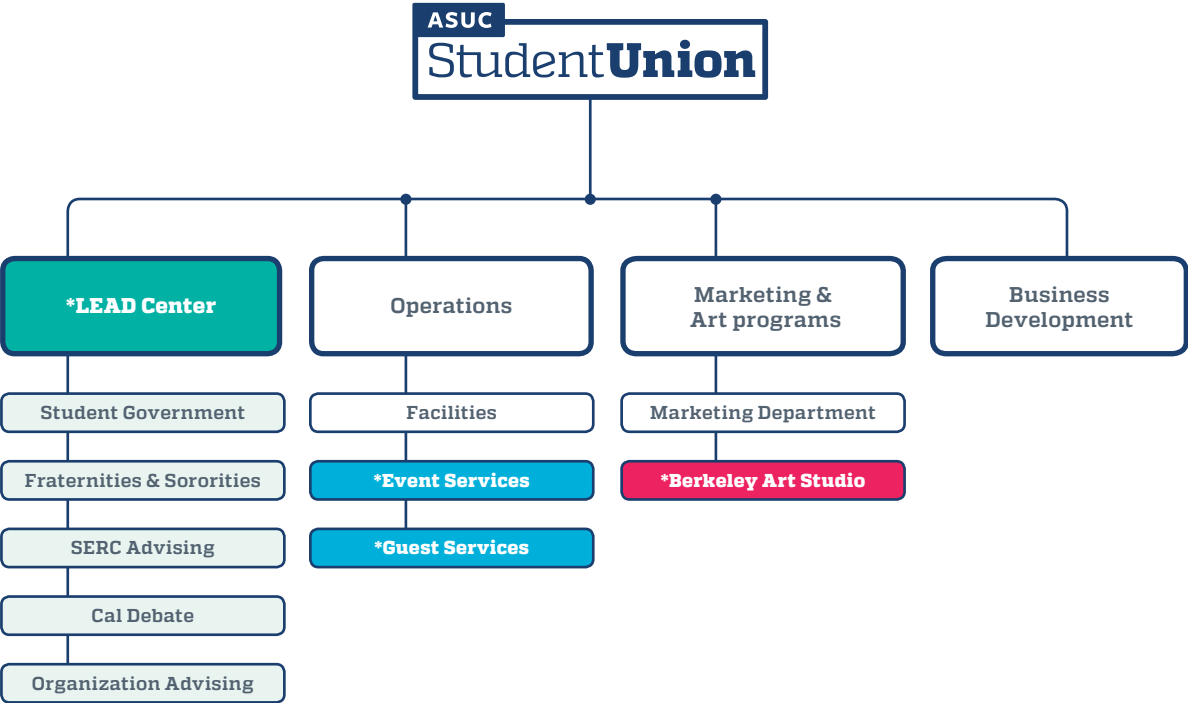 ASUC
StudentUnion
*LEAD Center
Operations
Marketing &
Art programs
Business
Development
Student Government
Facilities
Marketing Department
Fraternities & Sororities
*Event Services
*Berkeley Art Studio
SERC Advising
*Guest Services
Cal Debate
Organization Advising